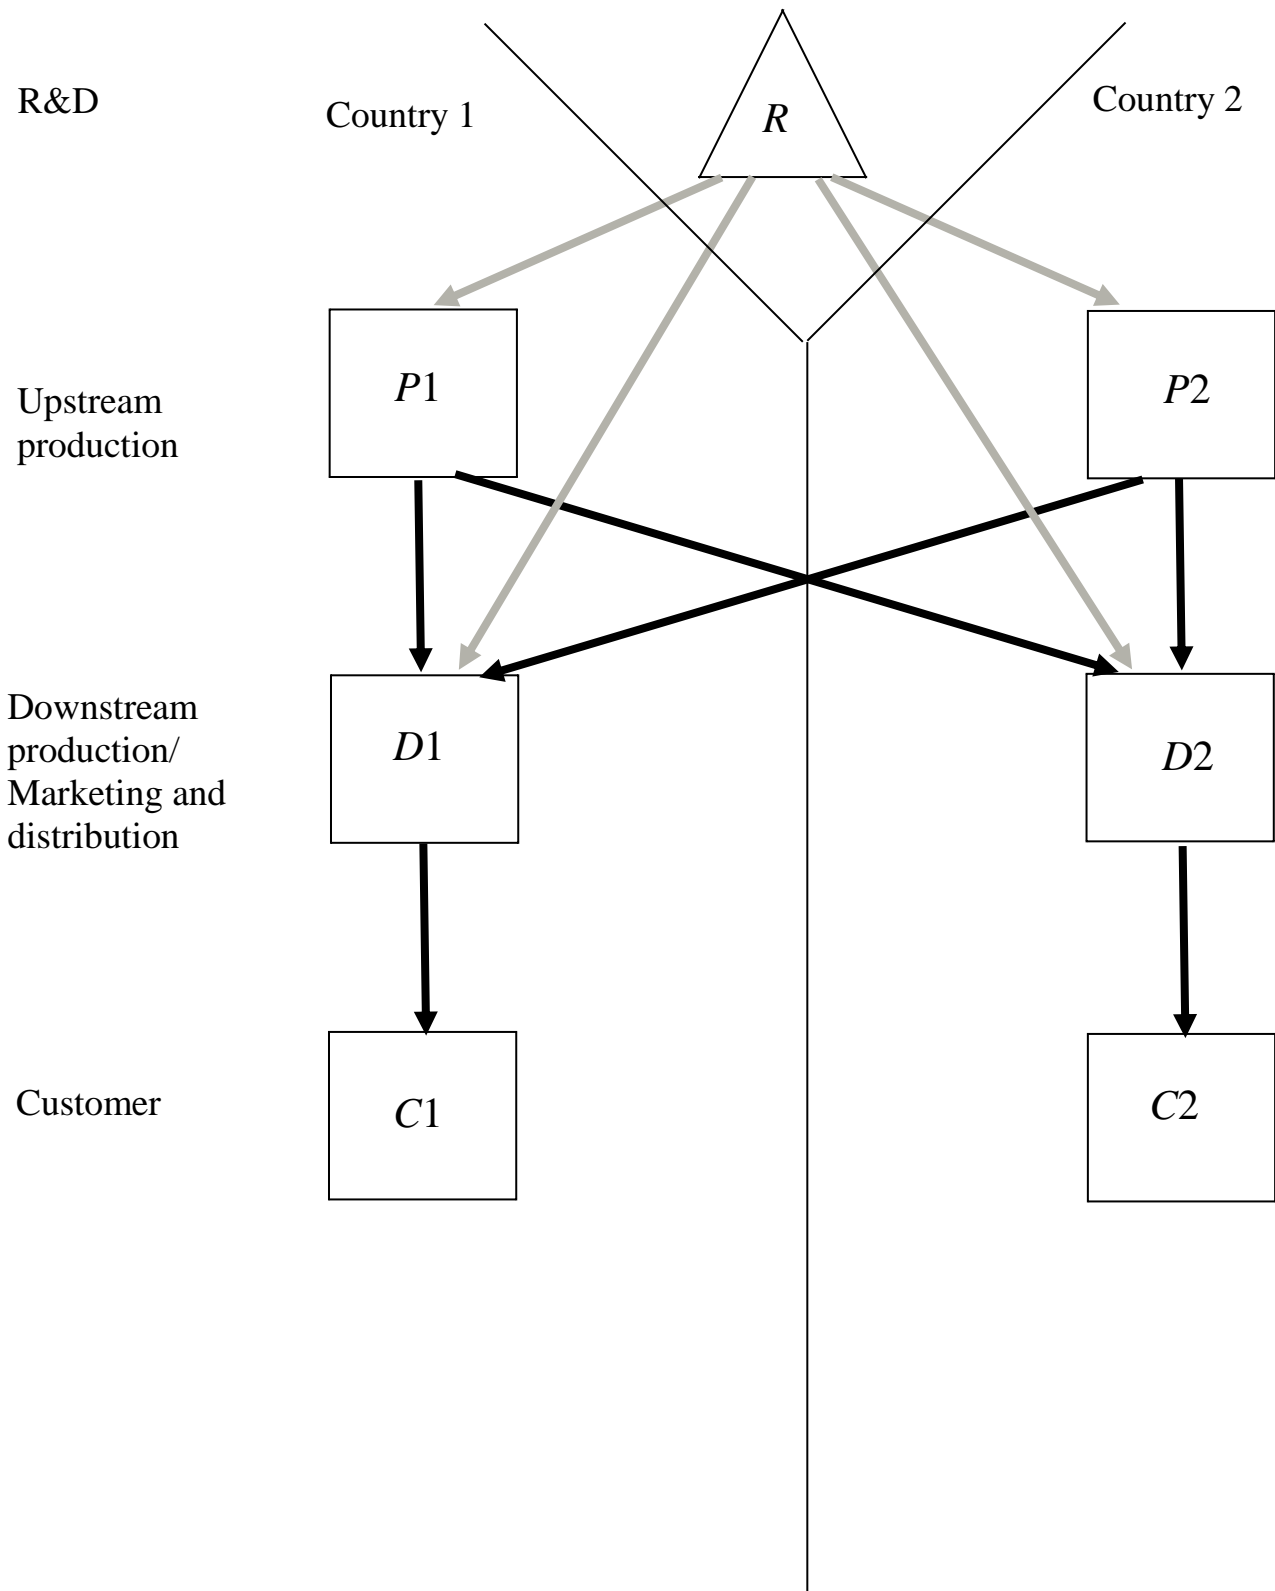 R&D
Country 1
R
Country 2
P1
P2
Upstream
production
Downstream
production/
Marketing and
distribution
D1
D2
Customer
C1
C2